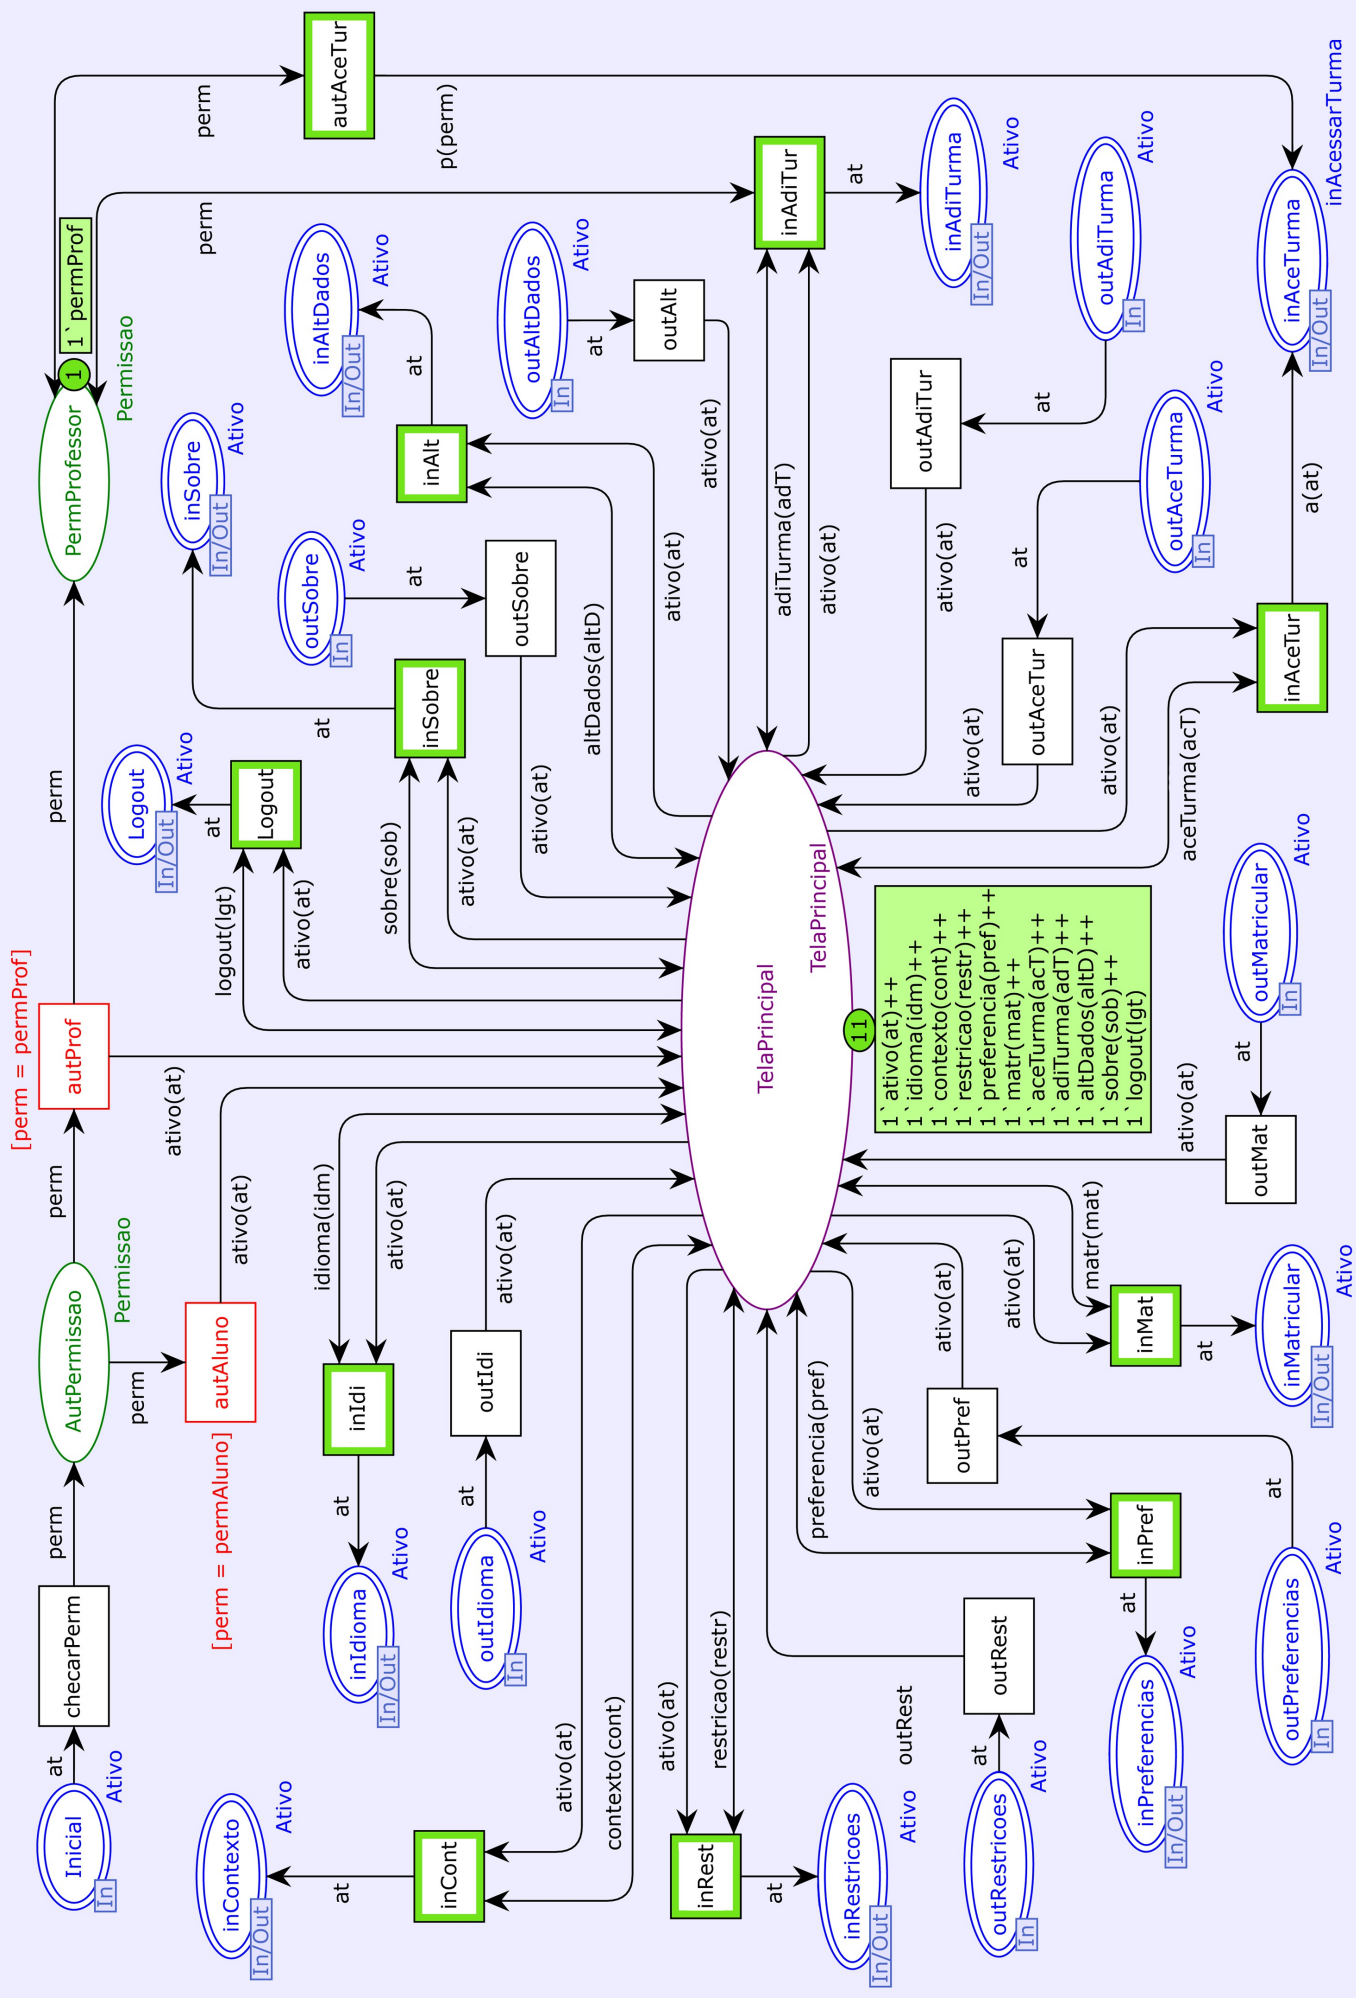 Inicial
In
Ativo
at
checarPerm
perm
AutPermissao
Permissao
perm
[perm = permProf]
autProf
perm
PermProfessor
1
1`permProf
Permissao
perm
autAceTur
p(perm)
perm
perm
autAluno
[perm = permAluno]
ativo(at)
ativo(at)
Logout
In/Out
Ativo
at
Logout
logout(lgt)
ativo(at)
inSobre
In/Out
Ativo
at
inSobre
sobre(sob)
ativo(at)
outSobre
In
Ativo
at
outSobre
ativo(at)
inAltDados
In/Out
Ativo
at
inAlt
altDados(altD)
ativo(at)
outAltDados
In
Ativo
at
outAlt
ativo(at)
inAdiTur
at
inAdiTurma
In/Out
Ativo
adiTurma(adT)
ativo(at)
outAdiTurma
In
Ativo
at
outAdiTur
ativo(at)
outAceTurma
In
Ativo
at
outAceTur
ativo(at)
inAceTurma
In/Out
inAcessarTurma
a(at)
inAceTur
ativo(at)
aceTurma(acT)
inIdioma
In/Out
Ativo
at
inIdi
idioma(idm)
ativo(at)
outIdioma
In
Ativo
at
outIdi
ativo(at)
inContexto
In/Out
Ativo
at
inCont
ativo(at)
contexto(cont)
TelaPrincipal
TelaPrincipal
11
1`ativo(at)++
1`idioma(idm)++
1`contexto(cont)++
1`restricao(restr)++
1`preferencia(pref)++
1`matr(mat)++
1`aceTurma(acT)++
1`adiTurma(adT)++
1`altDados(altD)++
1`sobre(sob)++
1`logout(lgt)
inRest
ativo(at)
restricao(restr)
at
inRestricoes
In/Out
Ativo
outRestricoes
In
Ativo
at
outRest
outRest
preferencia(pref)
ativo(at)
inPref
at
inPreferencias
In/Out
Ativo
outPreferencias
In
Ativo
at
outPref
ativo(at)
inMat
ativo(at)
matr(mat)
at
inMatricular
In/Out
Ativo
outMatricular
In
Ativo
at
outMat
ativo(at)